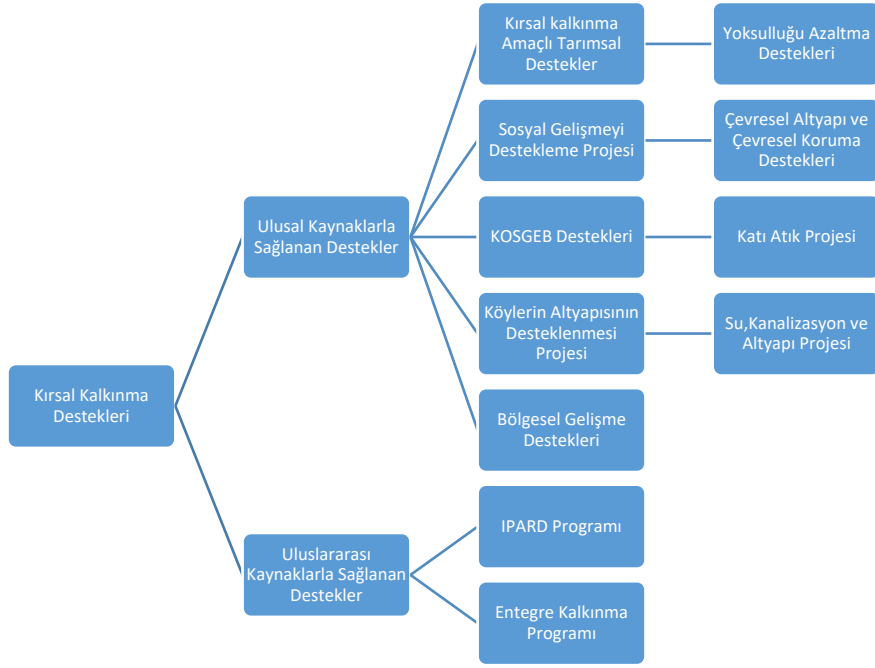 Kırsal Kalkınma
Destekleri
Ulusal Kaynaklarla
Sağlanan Destekler
Kırsal kalkınma
Amaçlı Tarımsal
Destekler
Yoksulluğu Azaltma
Destekleri
Sosyal Gelişmeyi
Destekleme Projesi
Çevresel Altyapı ve
Çevresel Koruma
Destekleri
KOSGEB Destekleri
Katı Atık Projesi
Köylerin Altyapısının
Desteklenmesi
Projesi
Su,Kanalizasyon ve
Altyapı Projesi
Bölgesel Gelişme
Destekleri
Uluslararası
Kaynaklarla Sağlanan
Destekler
IPARD Programı
Entegre Kalkınma
Programı